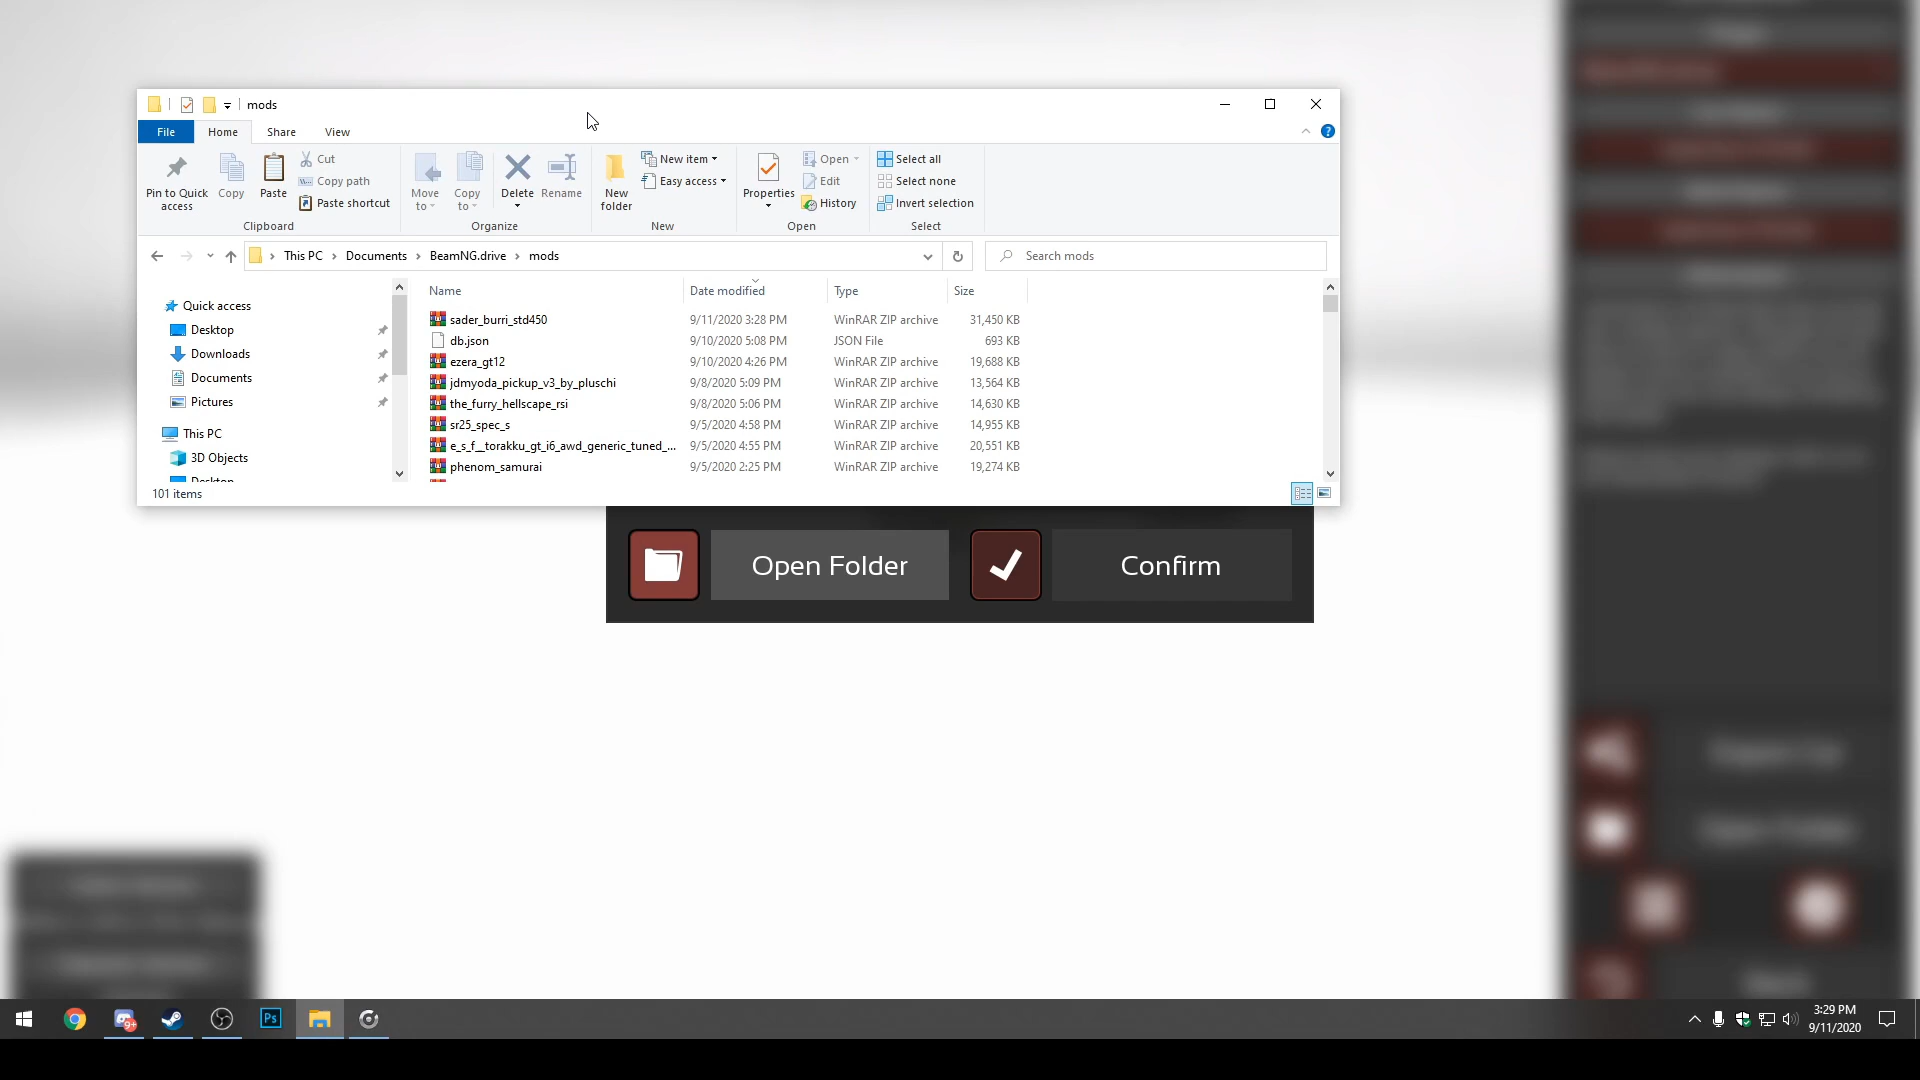 mods
File Home Share View
Pin to Quick access
Copy
Paste
Cut
Copy path
Paste shortcut
Clipboard
Move to
Copy to
Delete
Rename
Organize
New folder
New item
Easy access
New
Properties
Open
Edit
History
Open
Select all
Select none
Invert selection
Select
This PC > Documents > BeamNG.drive > mods
Search mods
Quick access
Desktop
Downloads
Documents
Pictures
This PC
3D Objects
Desktop
Name Date modified Type Size
sader_burri_std450 9/11/2020 3:28 PM WinRAR ZIP archive 31,450 KB
db.json 9/10/2020 5:08 PM JSON File 693 KB
ezera_gt12 9/10/2020 4:26 PM WinRAR ZIP archive 19,688 KB
jdmyoda_pickup_v3_by_pluschi 9/8/2020 5:09 PM WinRAR ZIP archive 13,564 KB
the_furry_hellscape_rsi 9/8/2020 5:06 PM WinRAR ZIP archive 14,630 KB
sr25_spec_s 9/5/2020 4:58 PM WinRAR ZIP archive 14,955 KB
e_s_f__torakku_gt_i6_awd_generic_tuned_... 9/5/2020 4:55 PM WinRAR ZIP archive 20,551 KB
phenom_samurai 9/5/2020 2:25 PM WinRAR ZIP archive 19,274 KB
101 items
Open Folder
Confirm
Open Folder
Back
Ps
9+
3:29 PM
9/11/2020